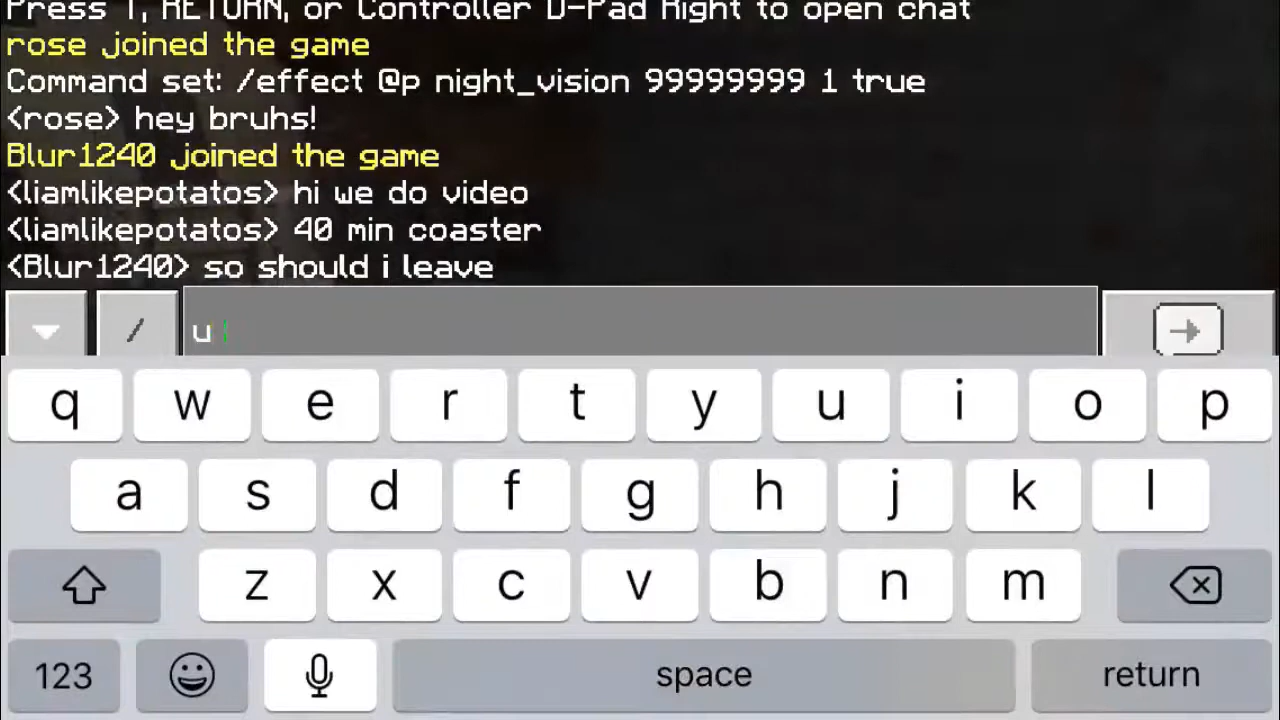 Press T, RETURN, or Controller D-Pad Right to open chat
rose joined the game
Command set: /effect @p night_vision 99999999 1 true
<rose> hey bruhs!
Blur1240 joined the game
<liamlikepotatos> hi we do video
<liamlikepotatos> 40 min coaster
<Blur1240> so should i leave
/ u
q w e r t y u i o p
a s d f g h j k l
z x c v b n m
123 space return